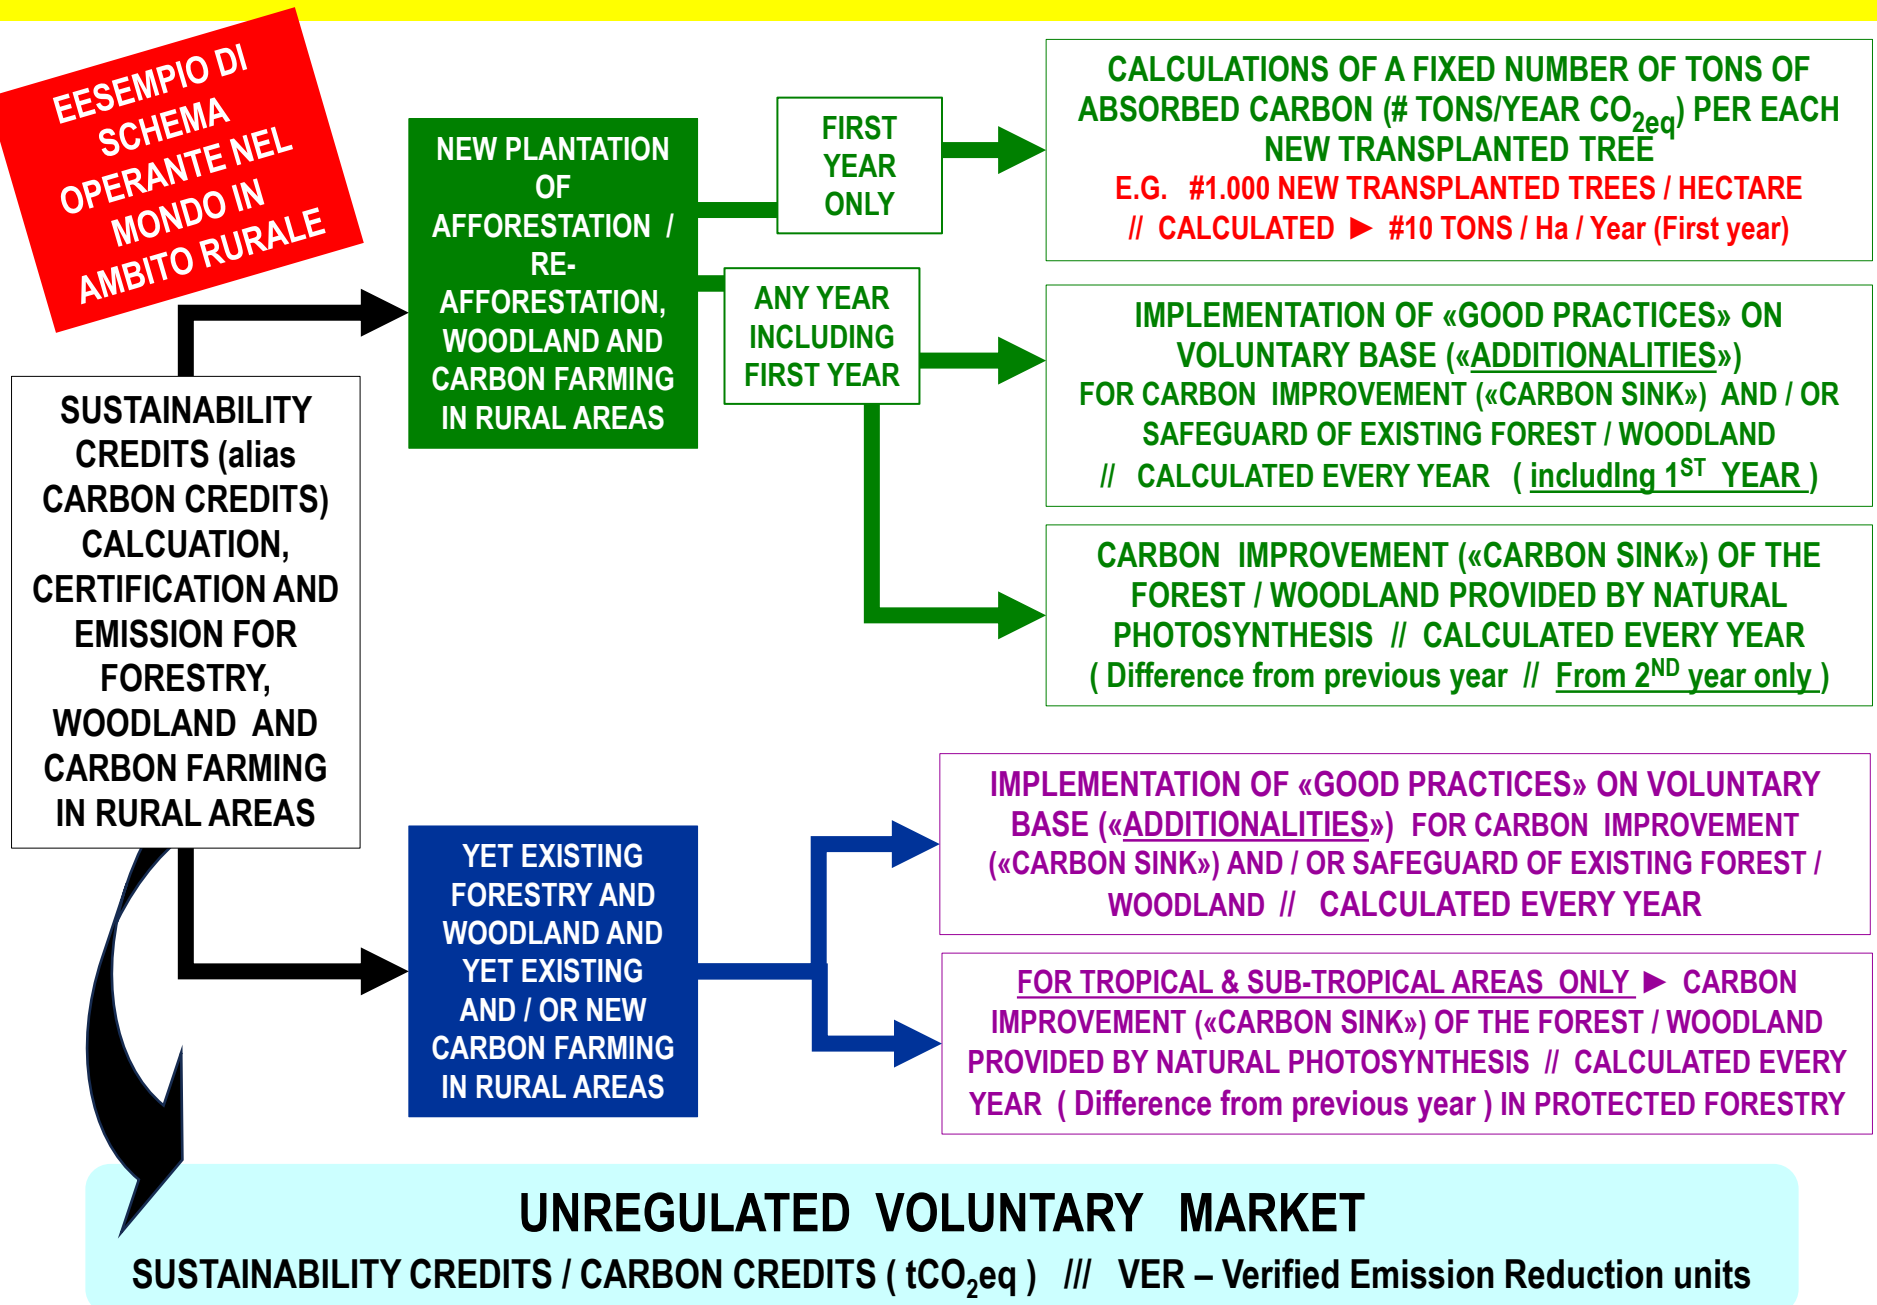 EESEMPIO DI
SCHEMA
OPERANTE NEL
MONDO IN
AMBITO RURALE
SUSTAINABILITY
CREDITS (alias
CARBON CREDITS)
CALCUATION,
CERTIFICATION AND
EMISSION FOR
FORESTRY,
WOODLAND AND
CARBON FARMING
IN RURAL AREAS
NEW PLANTATION
OF
AFFORESTATION /
RE-
AFFORESTATION,
WOODLAND AND
CARBON FARMING
IN RURAL AREAS
FIRST
YEAR
ONLY
CALCULATIONS OF A FIXED NUMBER OF TONS OF
ABSORBED CARBON (# TONS/YEAR CO2eq) PER EACH
NEW TRANSPLANTED TREE
E.G. #1.000 NEW TRANSPLANTED TREES / HECTARE
// CALCULATED ► #10 TONS / Ha / Year (First year)
ANY YEAR
INCLUDING
FIRST YEAR
IMPLEMENTATION OF «GOOD PRACTICES» ON
VOLUNTARY BASE («ADDITIONALITIES»)
FOR CARBON IMPROVEMENT («CARBON SINK») AND / OR
SAFEGUARD OF EXISTING FOREST / WOODLAND
// CALCULATED EVERY YEAR ( includIng 1ST YEAR )
CARBON IMPROVEMENT («CARBON SINK») OF THE
FOREST / WOODLAND PROVIDED BY NATURAL
PHOTOSYNTHESIS // CALCULATED EVERY YEAR
( Difference from previous year // From 2ND year only )
YET EXISTING
FORESTRY AND
WOODLAND AND
YET EXISTING
AND / OR NEW
CARBON FARMING
IN RURAL AREAS
IMPLEMENTATION OF «GOOD PRACTICES» ON VOLUNTARY
BASE («ADDITIONALITIES») FOR CARBON IMPROVEMENT
(«CARBON SINK») AND / OR SAFEGUARD OF EXISTING FOREST /
WOODLAND // CALCULATED EVERY YEAR
FOR TROPICAL & SUB-TROPICAL AREAS ONLY ► CARBON
IMPROVEMENT («CARBON SINK») OF THE FOREST / WOODLAND
PROVIDED BY NATURAL PHOTOSYNTHESIS // CALCULATED EVERY
YEAR ( Difference from previous year ) IN PROTECTED FORESTRY
UNREGULATED VOLUNTARY MARKET
SUSTAINABILITY CREDITS / CARBON CREDITS ( tCO2eq ) /// VER – Verified Emission Reduction units